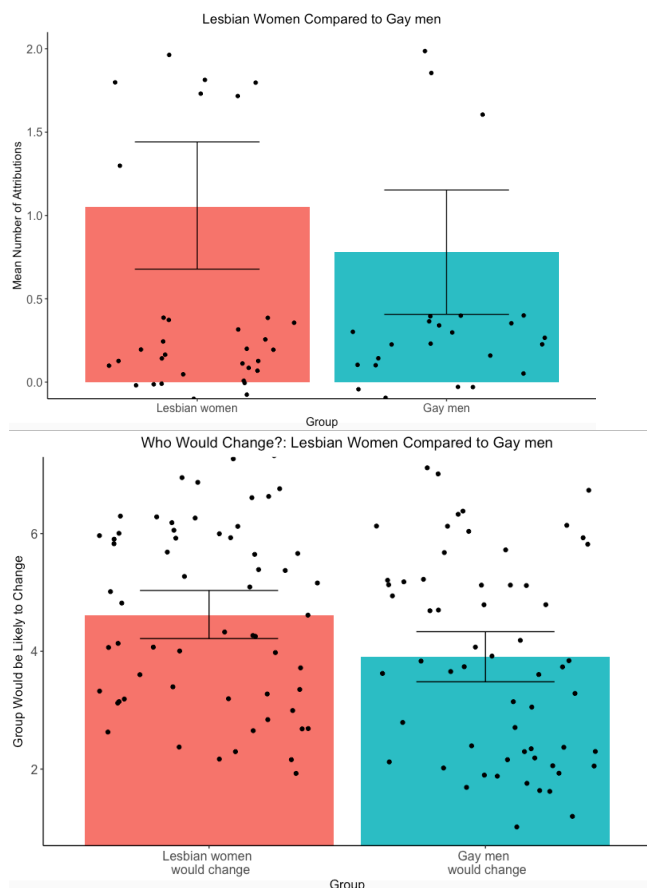 Lesbian Women Compared to Gay men
Mean Number of Attributions
2.0
1.5
1.0
0.5
0.0
Lesbian women
Gay men
Group
Who Would Change?: Lesbian Women Compared to Gay men
Group Would be Likely to Change
6
4
2
Lesbian women
would change
Gay men
would change
Group